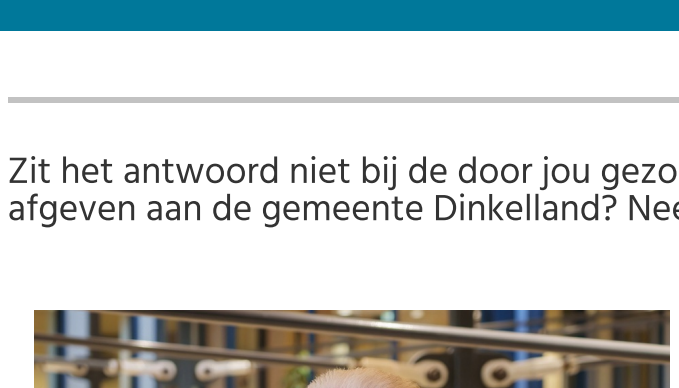 Zit het antwoord niet bij de door jou gezo
afgeven aan de gemeente Dinkelland? Nee